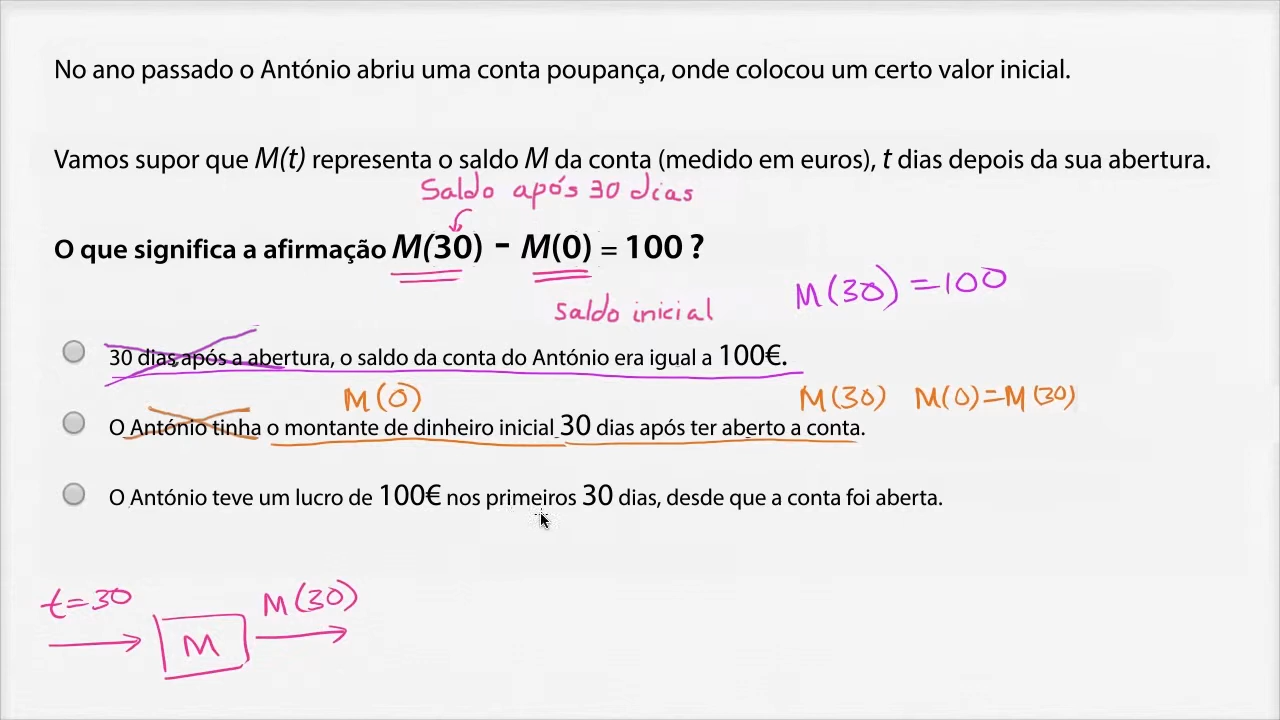 No ano passado o António abriu uma conta poupança, onde colocou um certo valor inicial.
Vamos supor que M(t) representa o saldo M da conta (medido em euros), t dias depois da sua abertura.
Saldo após 30 dias
O que significa a afirmação M(30) - M(0) = 100 ?
M(30) = 100
saldo inicial
30 dias após a abertura, o saldo da conta do António era igual a 100€.
M(0) M(30) M(0)=M(30)
O António tinha o montante de dinheiro inicial 30 dias após ter aberto a conta.
O António teve um lucro de 100€ nos primeiros 30 dias, desde que a conta foi aberta.
t=30 M(30)
M